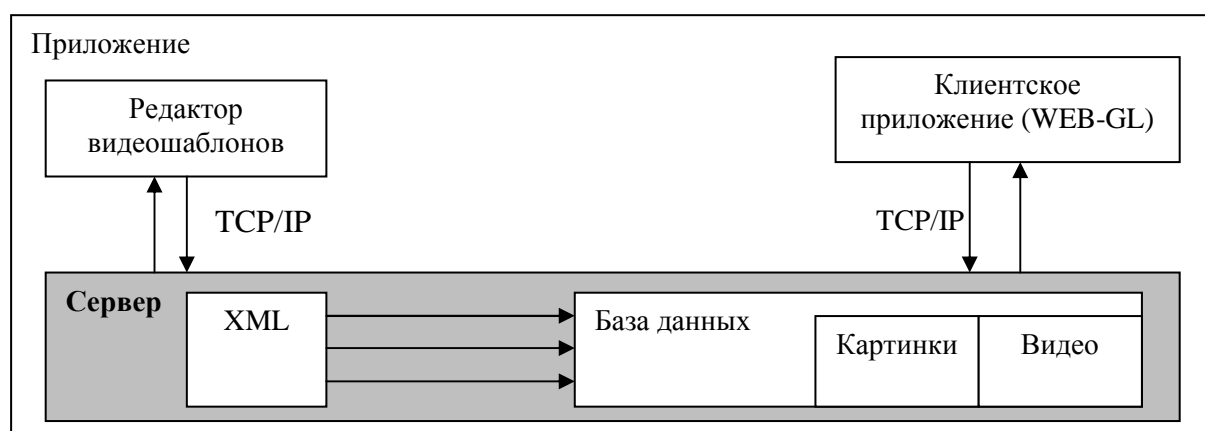 Приложение
Редактор
видеошаблонов
Клиентское
приложение (WEB-GL)
TCP/IP
TCP/IP
Сервер
XML
База данных
Картинки
Видео